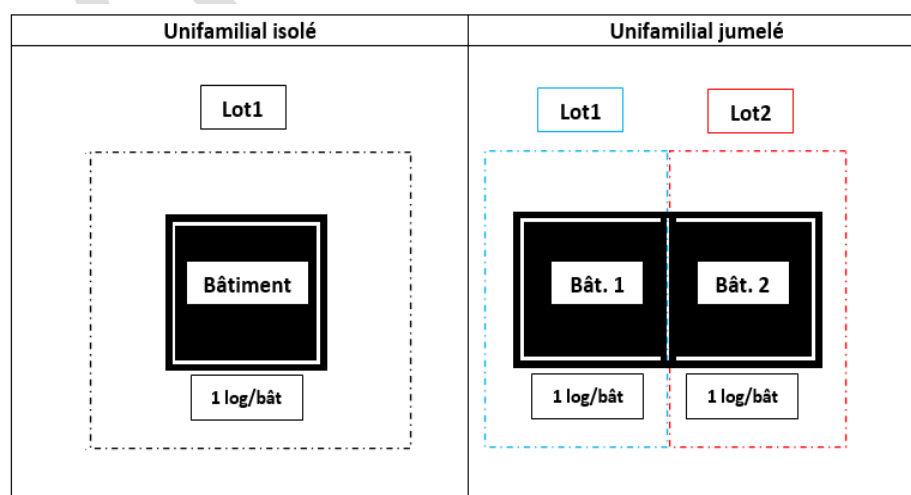 Unifamilial isolé
Unifamilial jumelé
Lot1
Lot1
Lot2
Bâtiment
Bât. 1
Bât. 2
1 log/bât
1 log/bât
1 log/bât